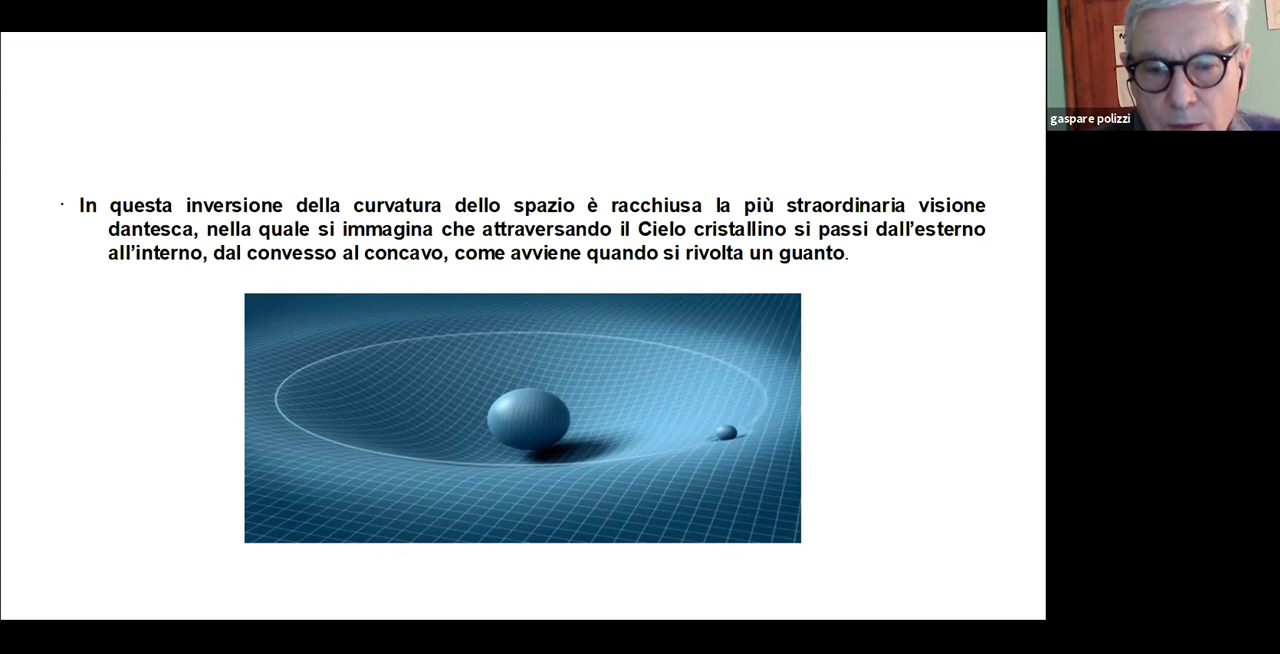 In questa inversione della curvatura dello spazio è racchiusa la più straordinaria visione
dantesca, nella quale si immagina che attraversando il Cielo cristallino si passi dall’esterno
all’interno, dal convesso al concavo, come avviene quando si rivolta un guanto.
gaspare polizzi